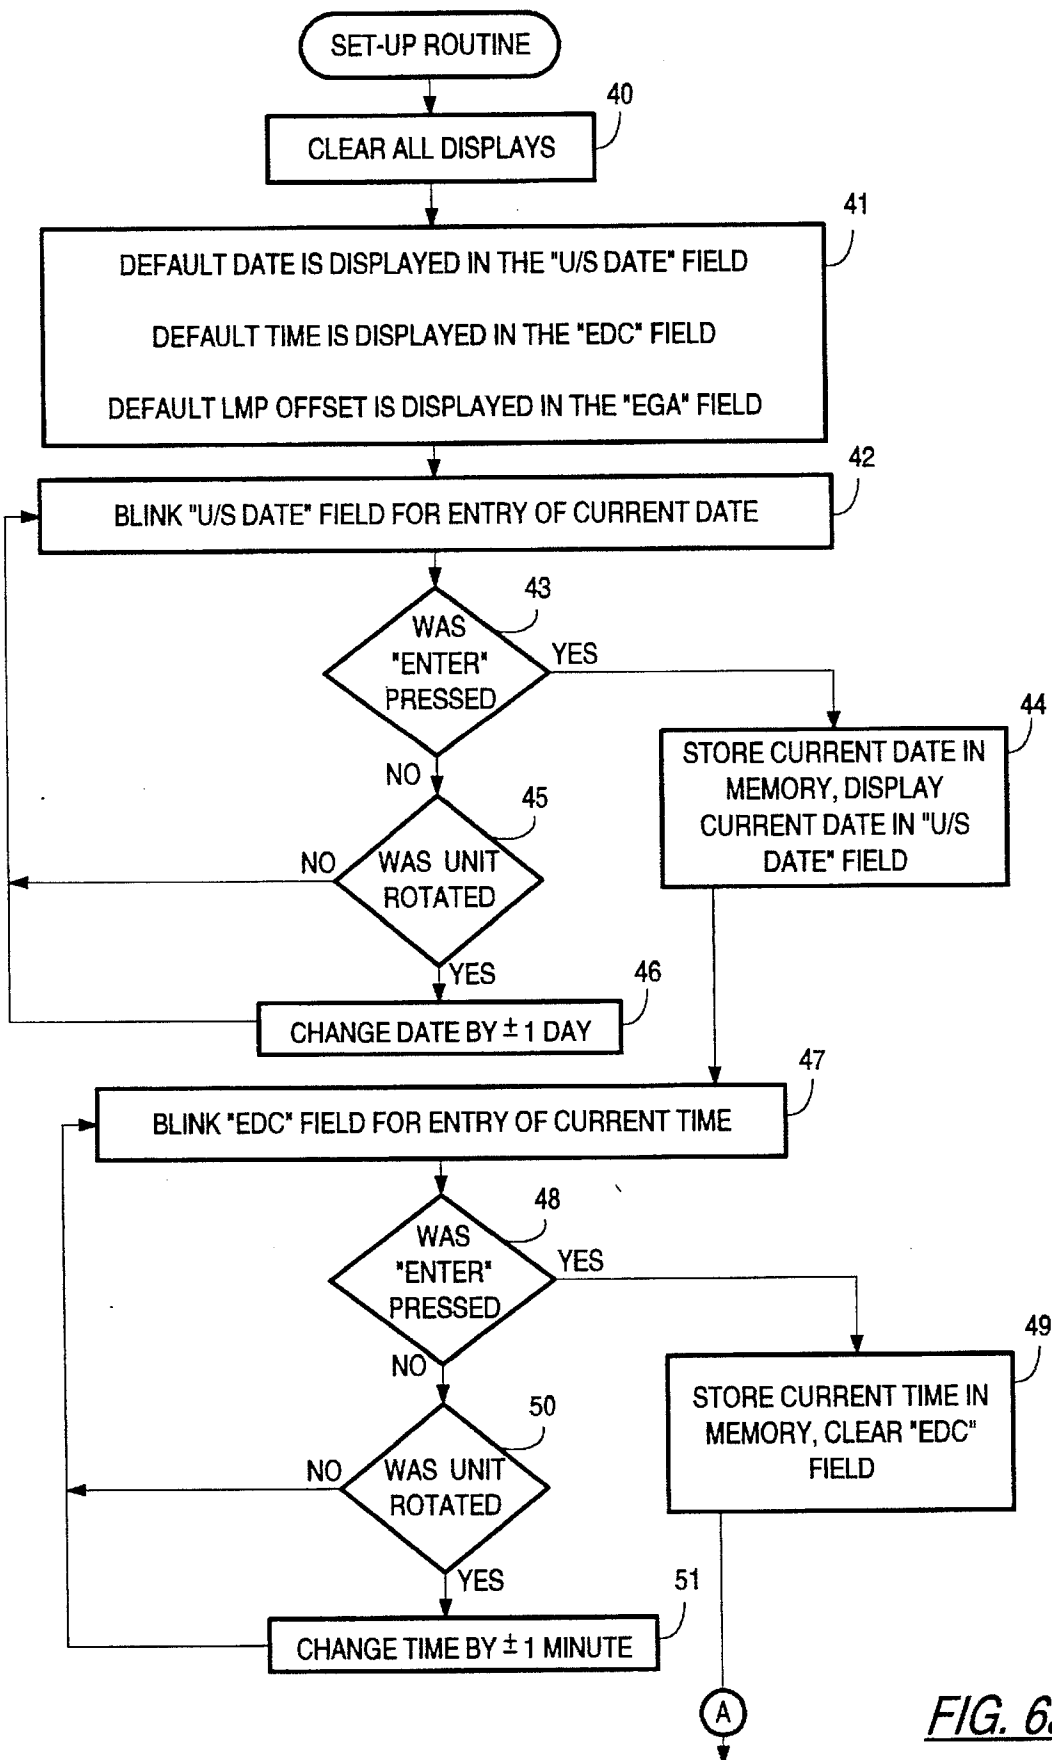 SET-UP ROUTINE
40
CLEAR ALL DISPLAYS
41
DEFAULT DATE IS DISPLAYED IN THE "U/S DATE" FIELD
DEFAULT TIME IS DISPLAYED IN THE "EDC" FIELD
DEFAULT LMP OFFSET IS DISPLAYED IN THE "EGA" FIELD
42
BLINK "U/S DATE" FIELD FOR ENTRY OF CURRENT DATE
43
WAS
"ENTER"
PRESSED
YES
NO
44
STORE CURRENT DATE IN
MEMORY, DISPLAY
CURRENT DATE IN "U/S
DATE" FIELD
45
WAS UNIT
ROTATED
NO
YES
46
CHANGE DATE BY ± 1 DAY
47
BLINK "EDC" FIELD FOR ENTRY OF CURRENT TIME
48
WAS
"ENTER"
PRESSED
YES
NO
49
STORE CURRENT TIME IN
MEMORY, CLEAR "EDC"
FIELD
50
WAS UNIT
ROTATED
NO
YES
51
CHANGE TIME BY ± 1 MINUTE
A
FIG. 6